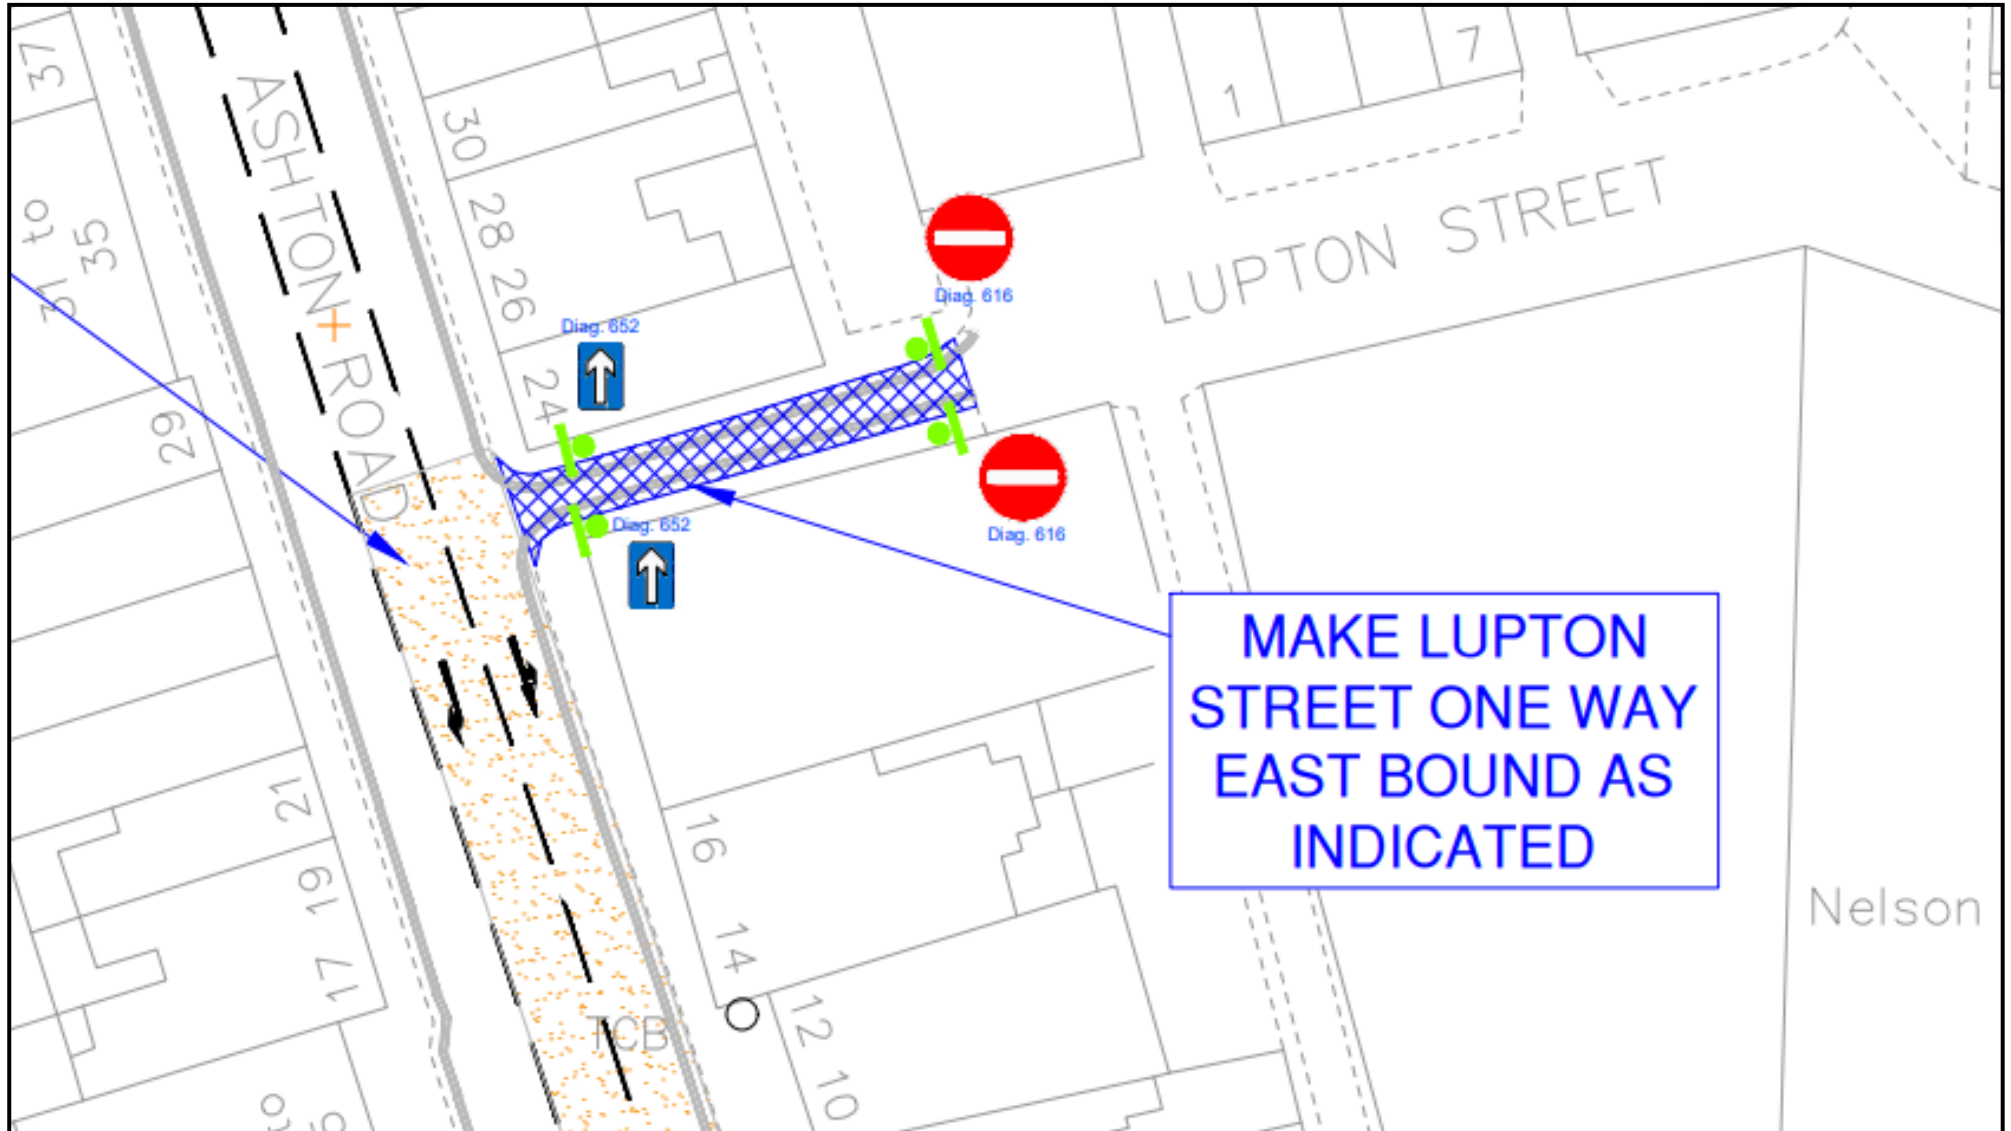 37
31 to
35
29
21
19
17
ASHTON ROAD
30
28
26
24
16
14
12
10
TCB
1
7
LUPTON STREET
Diag. 616
Diag. 652
Diag. 652
Diag. 616
MAKE LUPTON
STREET ONE WAY
EAST BOUND AS
INDICATED
Nelson